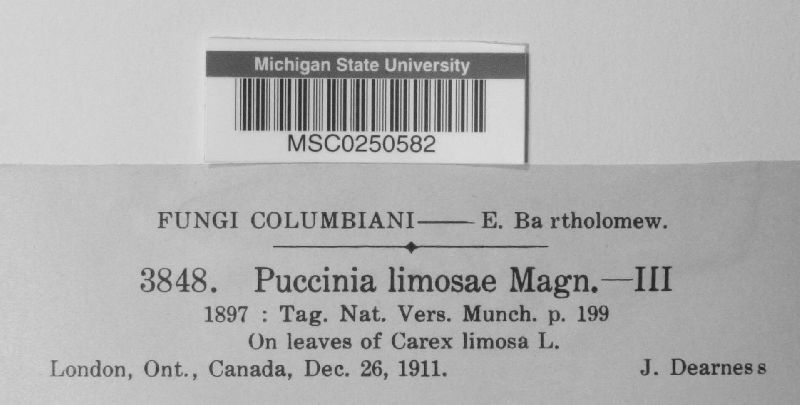 Michigan State University
MSC0250582
FUNGI COLUMBIANI—— E. Ba rtholomew.
3848. Puccinia limosae Magn.—III
1897 : Tag. Nat. Vers. Munch. p. 199
On leaves of Carex limosa L.
London, Ont., Canada, Dec. 26, 1911. J. Dearness